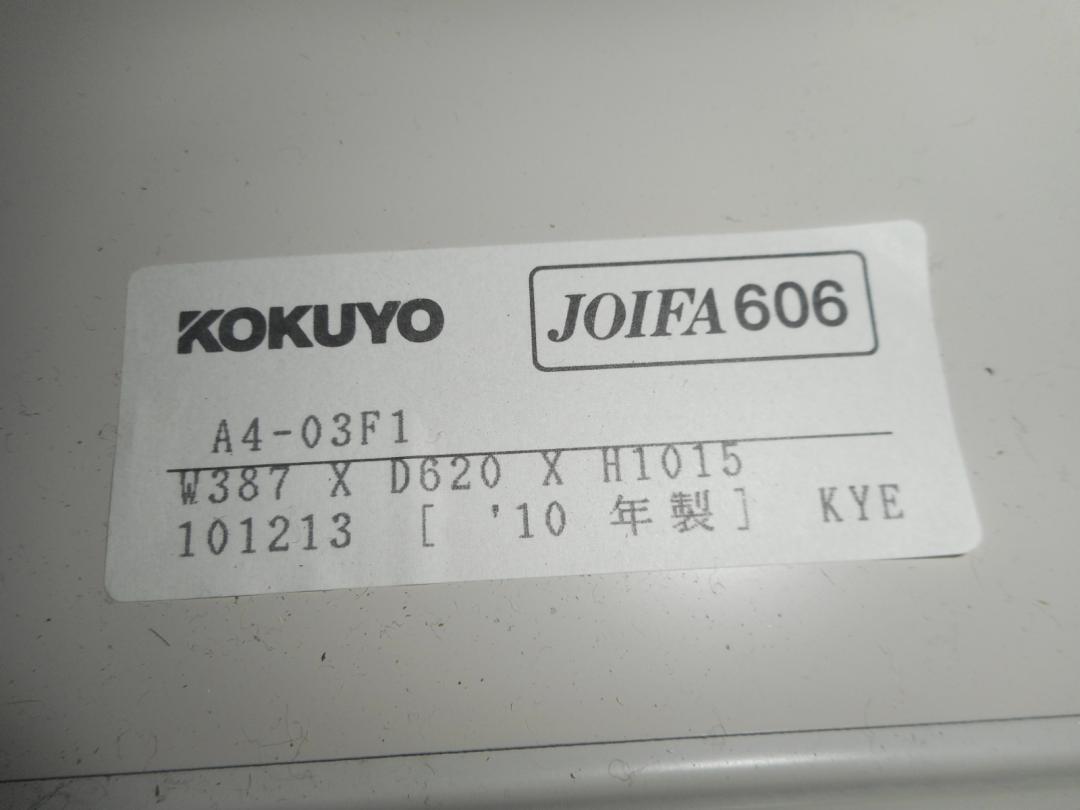 KOKUYO JOIFA606
A4-03F1
W387 X D620 X H1015
101213 [ '10 年製] KYE